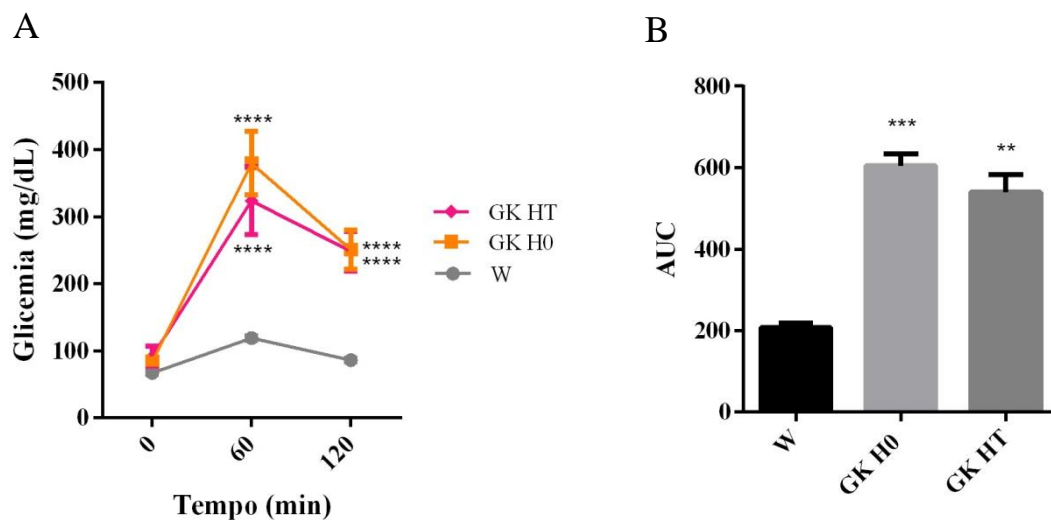 A
500
400
300
200
100
0
Glicemia (mg/dL)
****
****
****
****
0
60
120
Tempo (min)
GK HT
GK H0
W
B
800
600
400
200
0
AUC
***
**
W
GK H0
GK HT